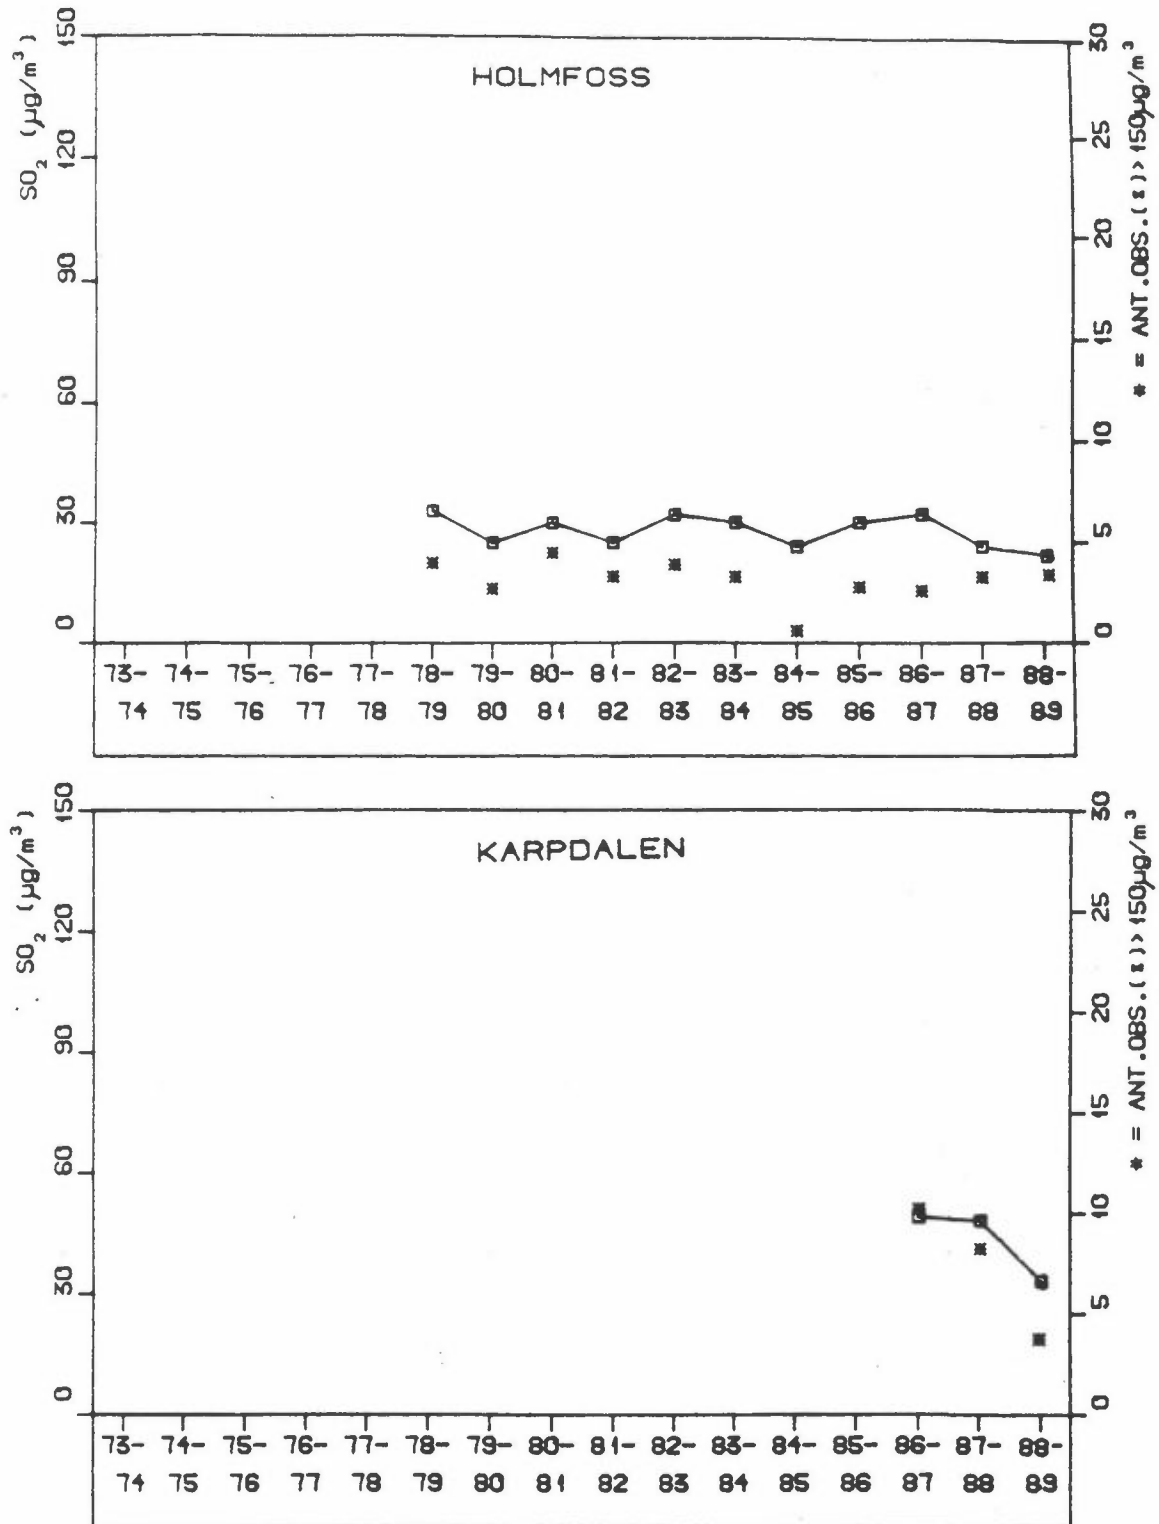 HOLMFOSS
SO₂ (µg/m³)
150
120
90
60
30
0
30
25
20
15
10
5
0
* = ANT.OBS.(%)>150µg/m³
73- 74- 75- 76- 77- 78- 79- 80- 81- 82- 83- 84- 85- 86- 87- 88-
74 75 76 77 78 79 80 81 82 83 84 85 86 87 88 89
KARPDALEN
SO₂ (µg/m³)
150
120
90
60
30
0
30
25
20
15
10
5
0
* = ANT.OBS.(%)>150µg/m³
73- 74- 75- 76- 77- 78- 79- 80- 81- 82- 83- 84- 85- 86- 87- 88-
74 75 76 77 78 79 80 81 82 83 84 85 86 87 88 89